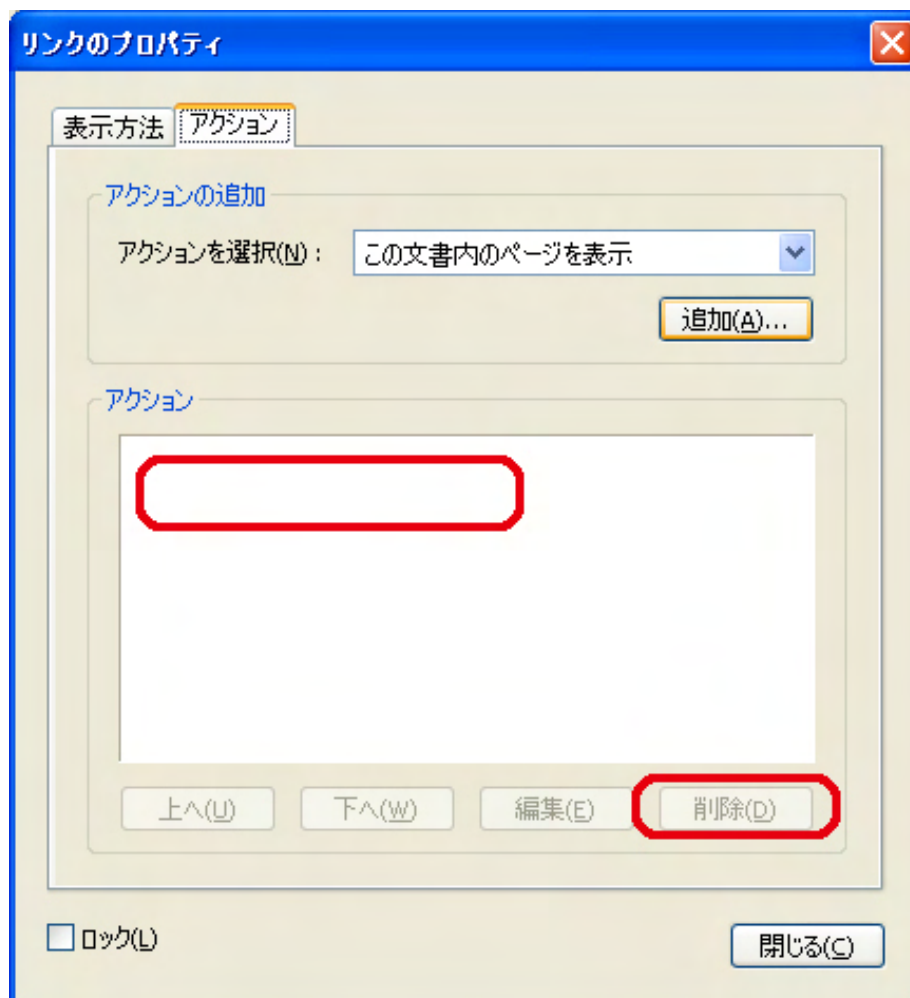 リンクのプロパティ
表示方法 アクション
アクションの追加
アクションを選択(N): この文書内のページを表示
追加(A)...
アクション
上へ(U) 下へ(W) 編集(E) 削除(D)
ロック(L)
閉じる(C)